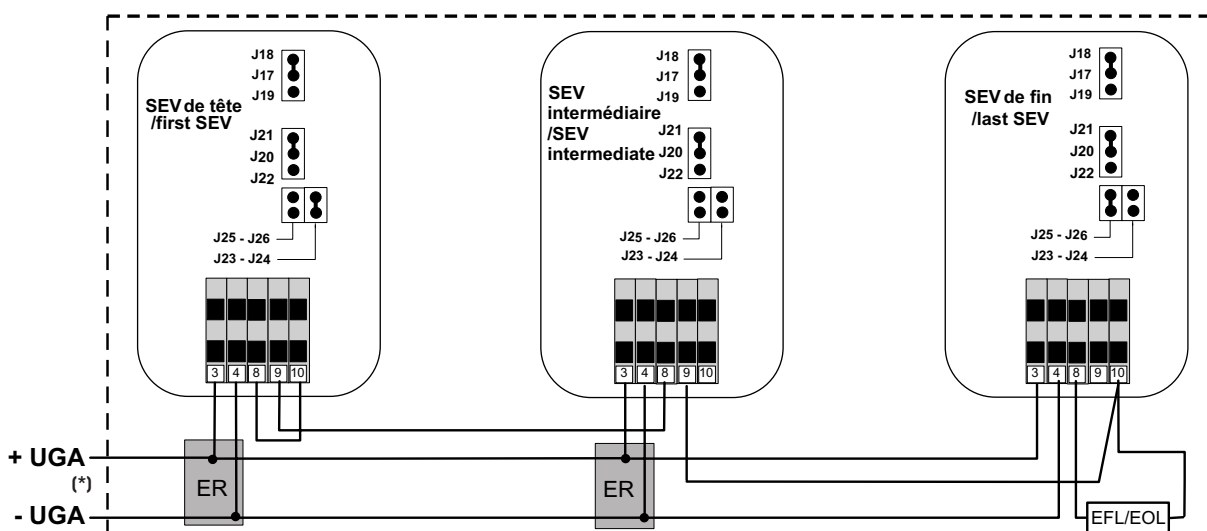 J18
J17
J19
SEV de tête
/first SEV
J21
J20
J22
J25 - J26
J23 - J24
3 4 8 9 10
J18
J17
J19
SEV
intermédiaire
/SEV
intermediate
J21
J20
J22
J25 - J26
J23 - J24
3 4 8 9 10
J18
J17
J19
SEV de fin
/last SEV
J21
J20
J22
J25 - J26
J23 - J24
3 4 8 9 10
+ UGA
(*)
- UGA
ER
ER
EFL/EOL